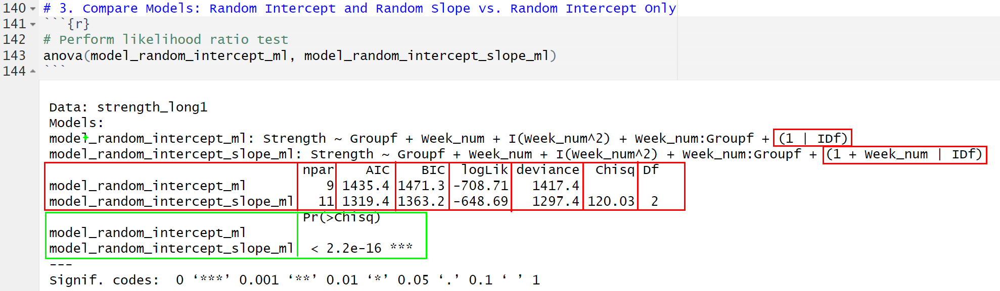 140 # 3. Compare Models: Random Intercept and Random Slope vs. Random Intercept Only
141 ```{r}
142 # Perform likelihood ratio test
143 anova(model_random_intercept_ml, model_random_intercept_slope_ml)
144 ```
Data: strength_long1
Models:
model_random_intercept_ml: Strength ~ Groupf + Week_num + I(Week_num^2) + Week_num:Groupf + (1 | IDf)
model_random_intercept_slope_ml: Strength ~ Groupf + Week_num + I(Week_num^2) + Week_num:Groupf + (1 + Week_num | IDf)
npar AIC BIC logLik deviance Chisq Df
model_random_intercept_ml 9 1435.4 1471.3 -708.71 1417.4
model_random_intercept_slope_ml 11 1319.4 1363.2 -648.69 1297.4 120.03 2
Pr(>Chisq)
model_random_intercept_ml
model_random_intercept_slope_ml < 2.2e-16 ***
---
Signif. codes: 0 ‘***’ 0.001 ‘**’ 0.01 ‘*’ 0.05 ‘.’ 0.1 ‘ ’ 1